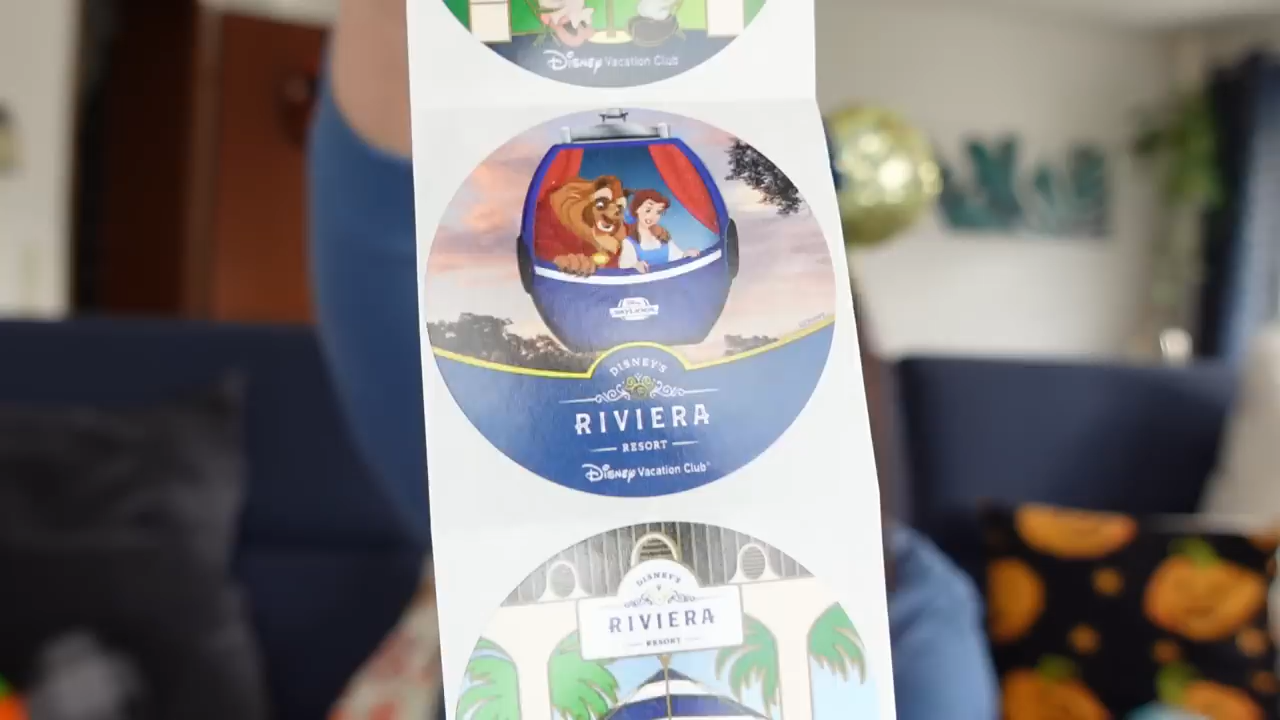 Disney Vacation Club
DISNEY'S
RIVIERA
RESORT
Disney Vacation Club
DISNEY'S
RIVIERA
RESORT